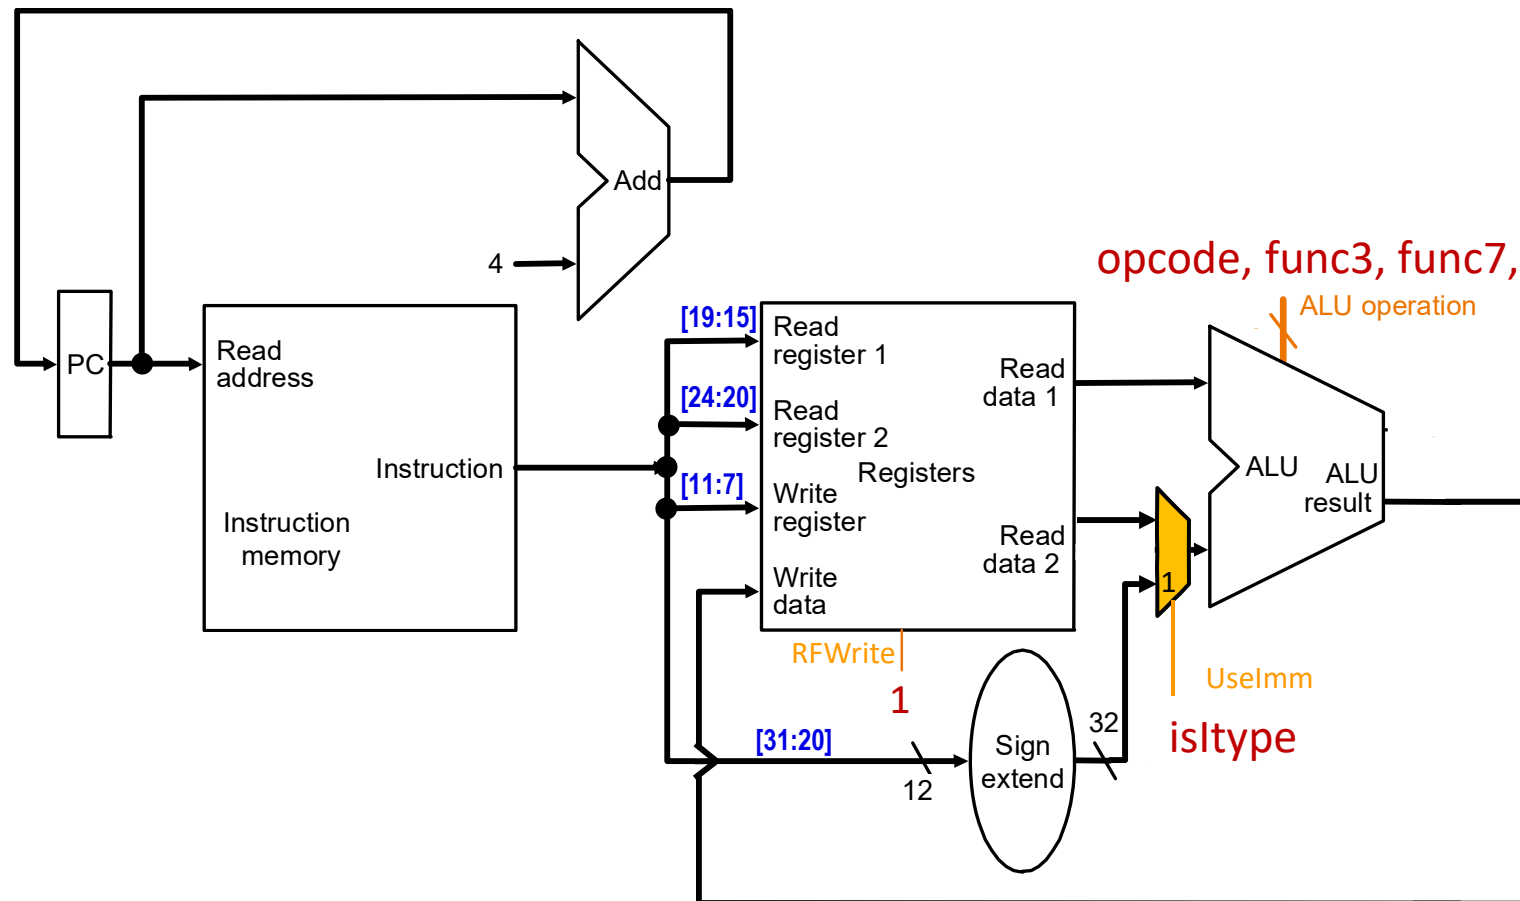 Add
4
opcode, func3, func7,
ALU operation
PC
Read
address
Instruction
Instruction
memory
[19:15]
[24:20]
[11:7]
Read
register 1
Read
register 2
Write
register
Write
data
Registers
Read
data 1
Read
data 2
ALU
ALU
result
1
RFWrite
1
UseImm
isItype
[31:20]
12
Sign
extend
32